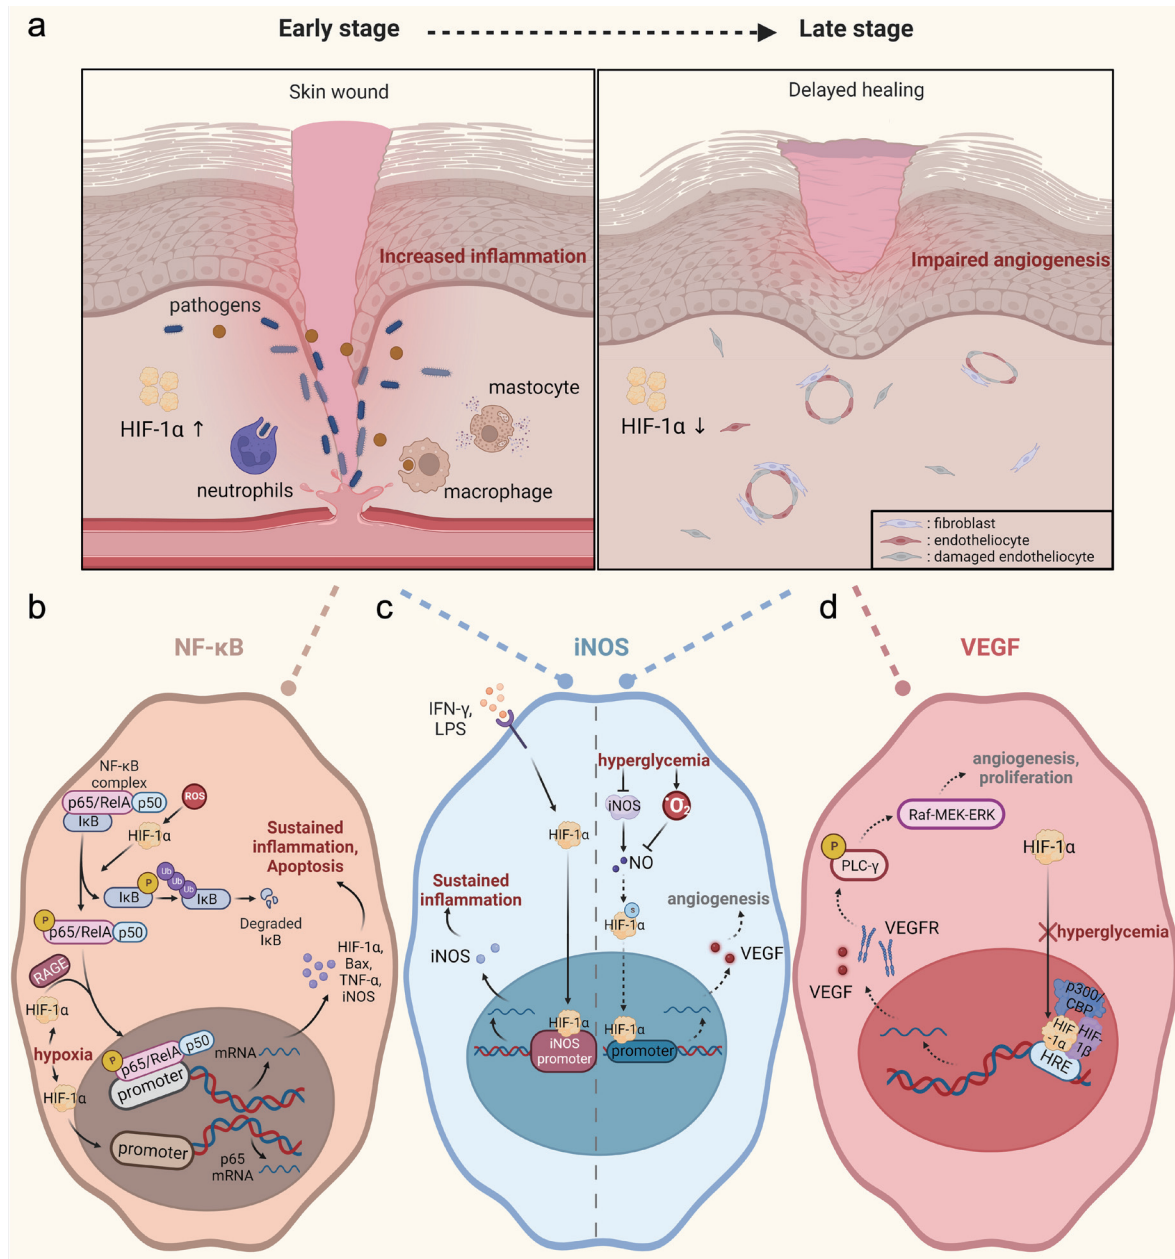 a
Early stage
Late stage
Skin wound
Increased inflammation
pathogens
HIF-1α ↑
neutrophils
mastocyte
macrophage
Delayed healing
Impaired angiogenesis
HIF-1α ↓
: fibroblast
: endotheliocyte
: damaged endotheliocyte
b
NF-κB
NF-κB
complex
p65/RelA
p50
IκB
ROS
HIF-1α
IκB
P
Ub
Ub
Ub
IκB
Degraded
IκB
P
p65/RelA
p50
RAGE
HIF-1α
hypoxia
HIF-1α
Sustained
inflammation,
Apoptosis
HIF-1α,
Bax,
TNF-α,
iNOS
P
p65/RelA
p50
promoter
mRNA
promoter
p65
mRNA
c
iNOS
IFN-γ,
LPS
HIF-1α
Sustained
inflammation
iNOS
HIF-1α
iNOS
promoter
hyperglycemia
iNOS
·O₂⁻
NO
S
HIF-1α
angiogenesis
VEGF
HIF-1α
promoter
d
VEGF
angiogenesis,
proliferation
Raf-MEK-ERK
P
PLC-γ
VEGFR
VEGF
HIF-1α
hyperglycemia
p300/
CBP
HIF
-1α
HIF-
1β
HRE